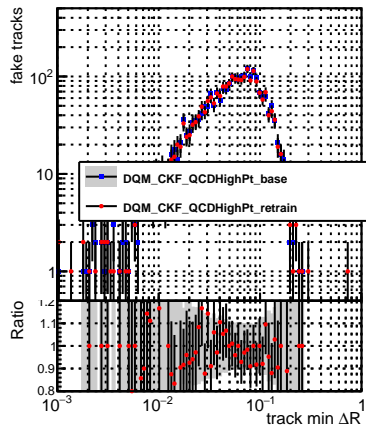 fake tracks
10²
10
1
DQM_CKF_QCDHighPt_base
DQM_CKF_QCDHighPt_retrain
Ratio
1.2
1.1
1
0.9
0.8
10⁻³ 10⁻² 10⁻¹ 1
track min ΔR